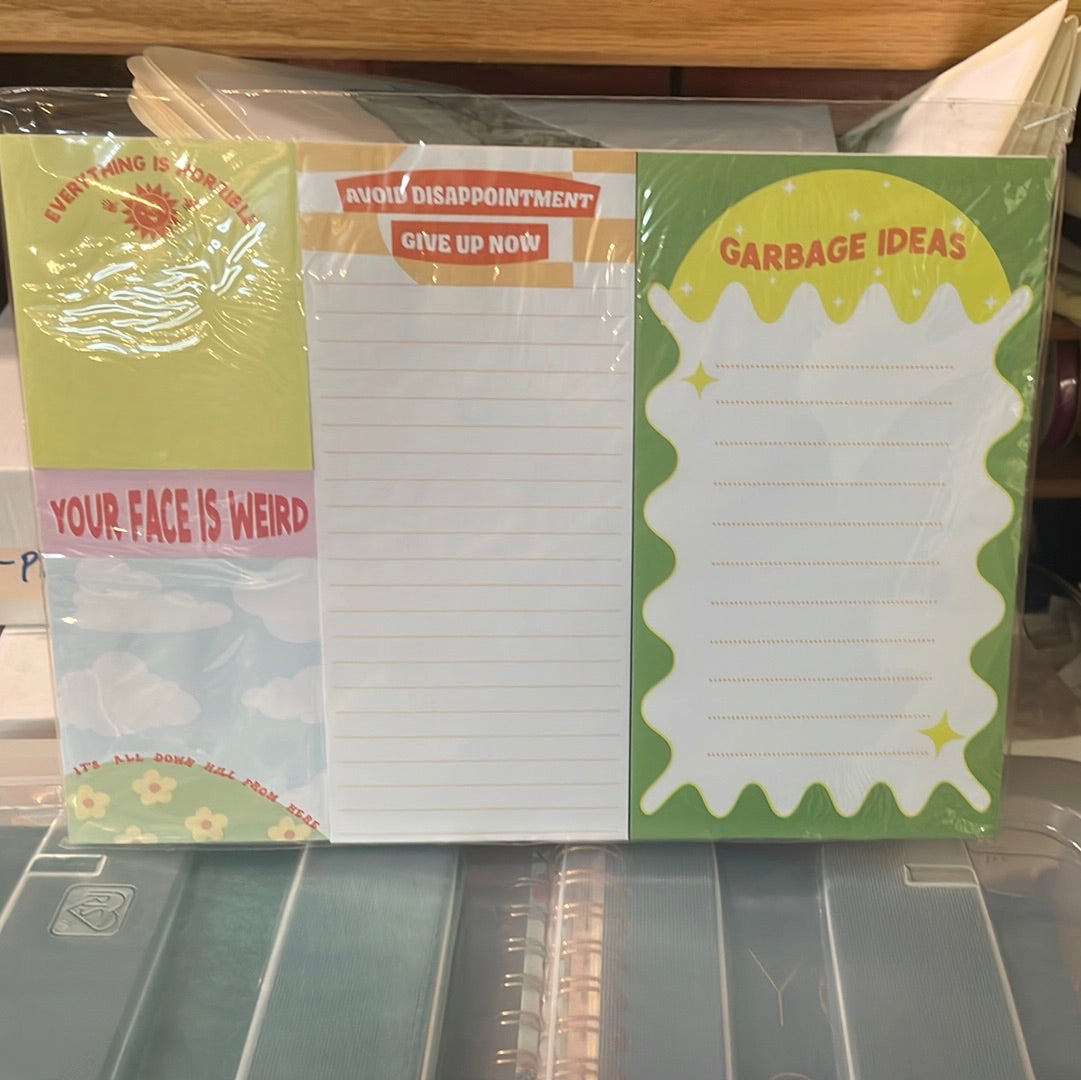 EVERYTHING IS HORRIBLE
AVOID DISAPPOINTMENT
GIVE UP NOW
GARBAGE IDEAS
YOUR FACE IS WEIRD
IT'S ALL DOWN HILL FROM HERE